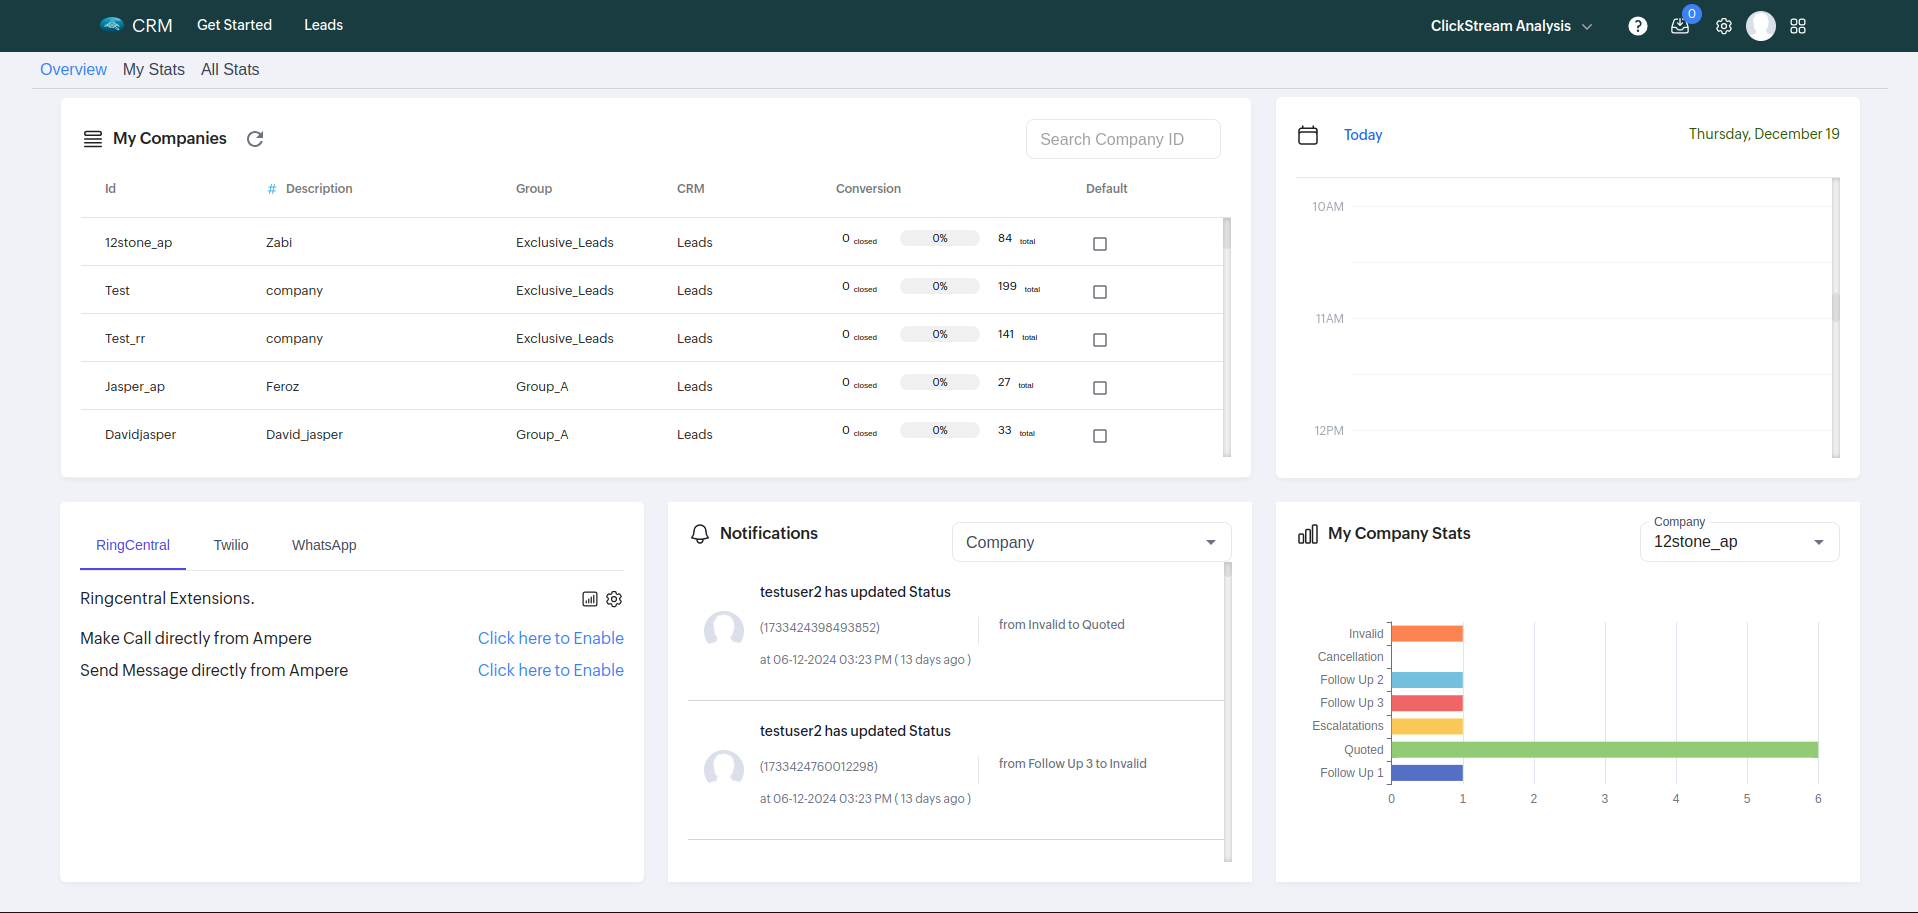 CRM Get Started Leads ClickStream Analysis ? 0
Overview My Stats All Stats
My Companies Search Company ID
Id # Description Group CRM Conversion Default
12stone_ap Zabi Exclusive_Leads Leads 0 closed 0% 84 total
Test company Exclusive_Leads Leads 0 closed 0% 199 total
Test_rr company Exclusive_Leads Leads 0 closed 0% 141 total
Jasper_ap Feroz Group_A Leads 0 closed 0% 27 total
Davidjasper David_jasper Group_A Leads 0 closed 0% 33 total
Today Thursday, December 19
10AM
11AM
12PM
RingCentral Twilio WhatsApp
Ringcentral Extensions.
Make Call directly from Ampere Click here to Enable
Send Message directly from Ampere Click here to Enable
Notifications Company
testuser2 has updated Status
(1733424398493852) from Invalid to Quoted
at 06-12-2024 03:23 PM ( 13 days ago )
testuser2 has updated Status
(1733424760012298) from Follow Up 3 to Invalid
at 06-12-2024 03:23 PM ( 13 days ago )
My Company Stats
Company
12stone_ap
Invalid
Cancellation
Follow Up 2
Follow Up 3
Escalatations
Quoted
Follow Up 1
0 1 2 3 4 5 6